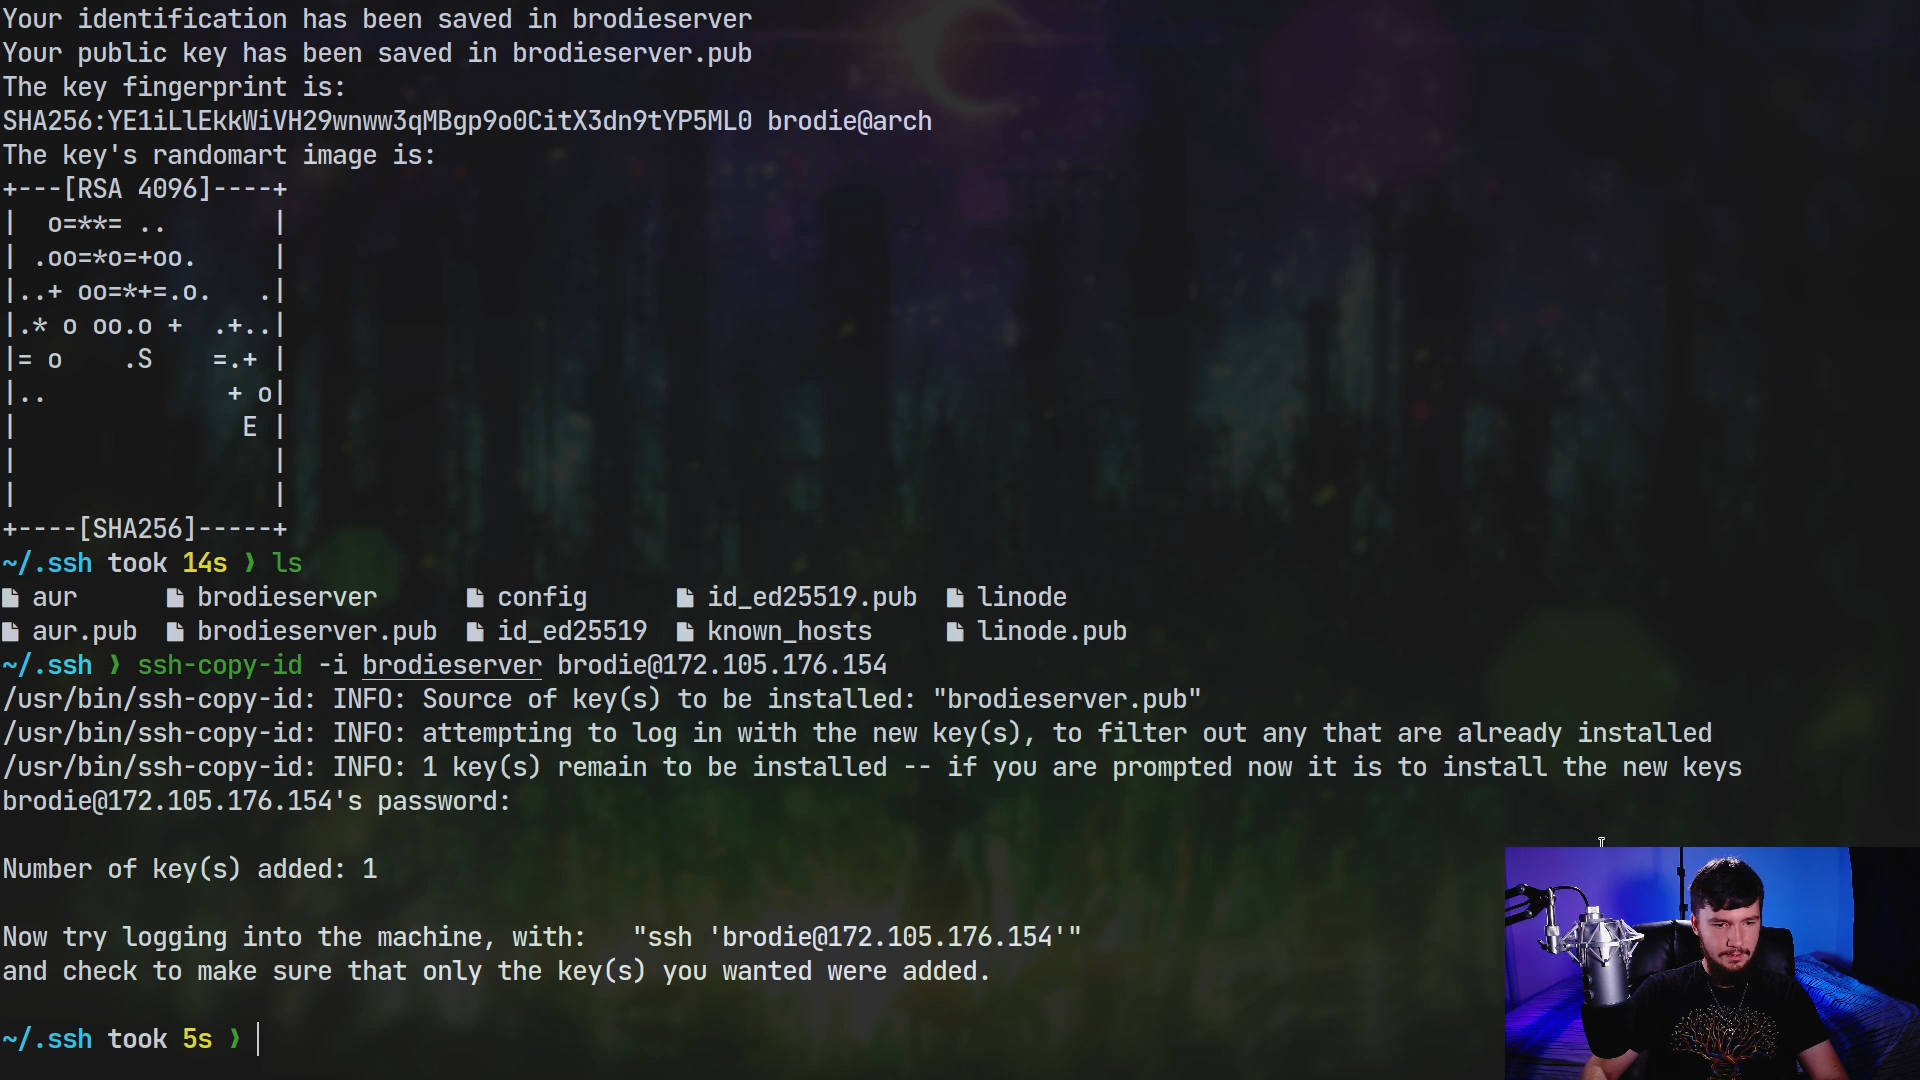 Your identification has been saved in brodieserver
Your public key has been saved in brodieserver.pub
The key fingerprint is:
SHA256:YE1iLlEkkWiVH29wnww3qMBgp9o0CitX3dn9tYP5ML0 brodie@arch
The key's randomart image is:
+---[RSA 4096]----+
|  o=**= ..       |
| .oo=*o=+oo.     |
|..+ oo=*+=.o.   .|
|.* o oo.o +  .+..|
|= o    .S    =.+ |
|..            + o|
|               E |
|                 |
|                 |
+----[SHA256]-----+
~/.ssh took 14s ❯ ls
aur brodieserver config id_ed25519.pub linode
aur.pub brodieserver.pub id_ed25519 known_hosts linode.pub
~/.ssh ❯ ssh-copy-id -i brodieserver brodie@172.105.176.154
/usr/bin/ssh-copy-id: INFO: Source of key(s) to be installed: "brodieserver.pub"
/usr/bin/ssh-copy-id: INFO: attempting to log in with the new key(s), to filter out any that are already installed
/usr/bin/ssh-copy-id: INFO: 1 key(s) remain to be installed -- if you are prompted now it is to install the new keys
brodie@172.105.176.154's password:
Number of key(s) added: 1
Now try logging into the machine, with:   "ssh 'brodie@172.105.176.154'"
and check to make sure that only the key(s) you wanted were added.
~/.ssh took 5s ❯